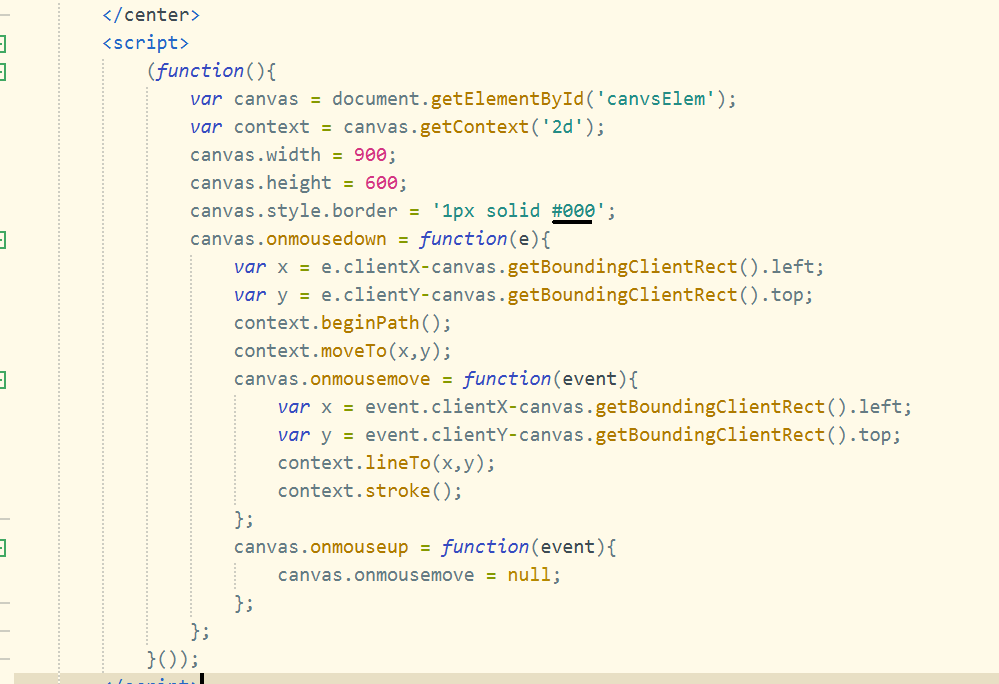 </center>
<script>
(function(){
var canvas = document.getElementById('canvsElem');
var context = canvas.getContext('2d');
canvas.width = 900;
canvas.height = 600;
canvas.style.border = '1px solid #000';
canvas.onmousedown = function(e){
var x = e.clientX-canvas.getBoundingClientRect().left;
var y = e.clientY-canvas.getBoundingClientRect().top;
context.beginPath();
context.moveTo(x,y);
canvas.onmousemove = function(event){
var x = event.clientX-canvas.getBoundingClientRect().left;
var y = event.clientY-canvas.getBoundingClientRect().top;
context.lineTo(x,y);
context.stroke();
};
canvas.onmouseup = function(event){
canvas.onmousemove = null;
};
};
}());
</script>